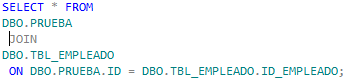 SELECT * FROM
DBO.PRUEBA
JOIN
DBO.TBL_EMPLEADO
ON DBO.PRUEBA.ID = DBO.TBL_EMPLEADO.ID_EMPLEADO;